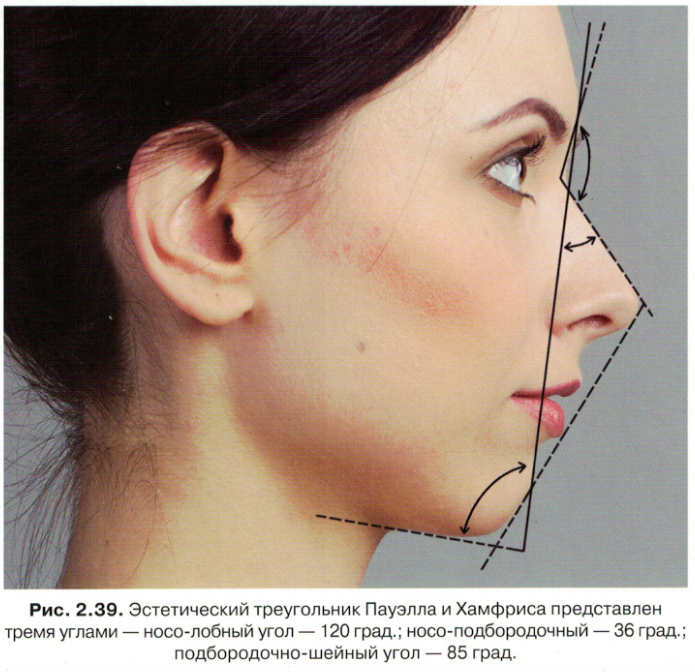 Рис. 2.39. Эстетический треугольник Пауэлла и Хамфриса представлен
тремя углами — носо-лобный угол — 120 град.; носо-подбородочный — 36 град.;
подбородочно-шейный угол — 85 град.